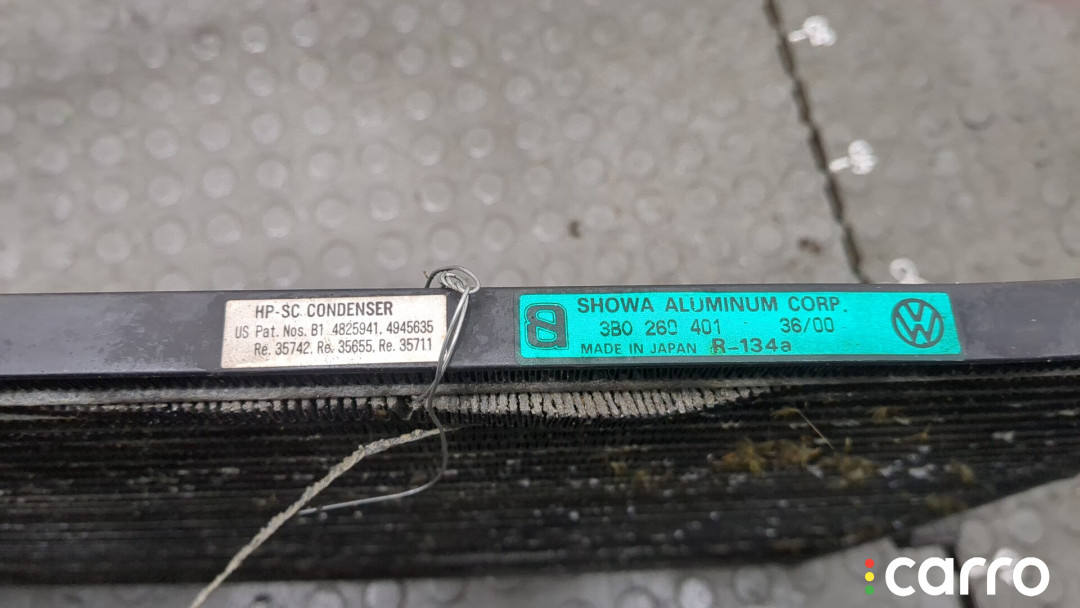 HP-SC CONDENSER
US Pat. Nos. B1 4825941, 4945635
Re. 35742, Re. 35655, Re. 35711
SHOWA ALUMINUM CORP.
3B0 260 401 36/00
MADE IN JAPAN R-134a
VW
carro